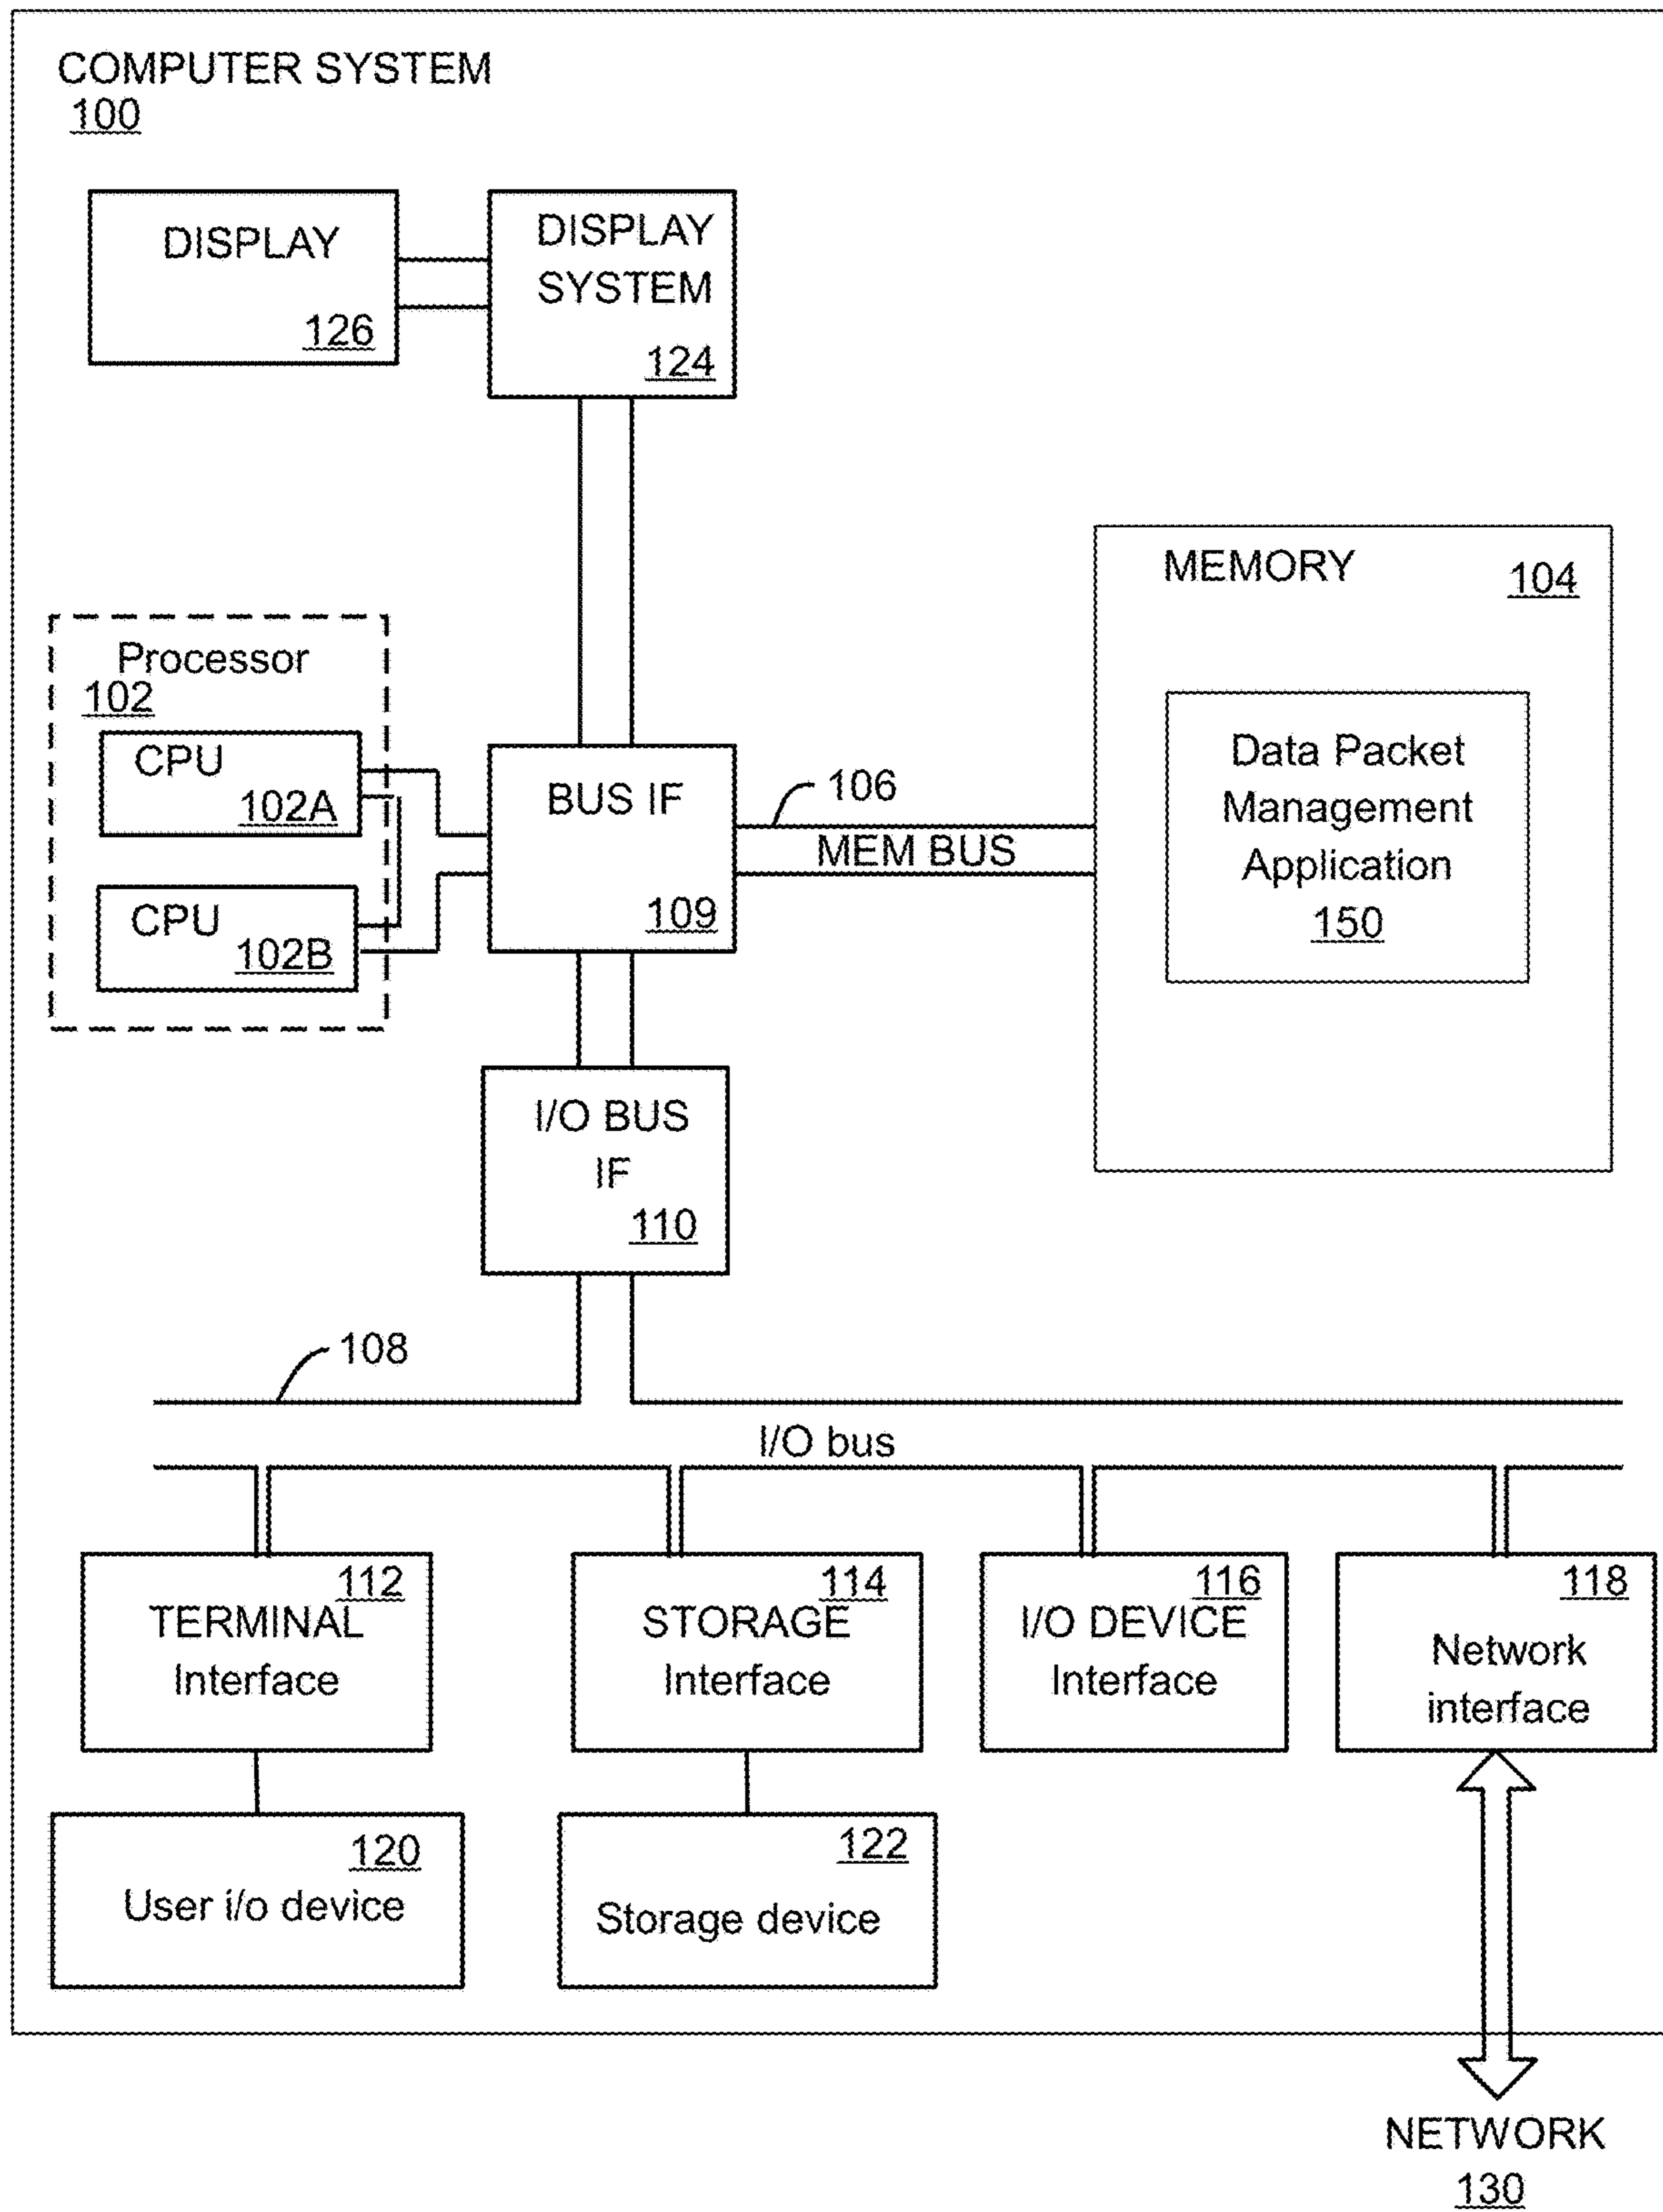 COMPUTER SYSTEM
100
DISPLAY
126
DISPLAY
SYSTEM
124
MEMORY
104
Processor
102
CPU
102A
CPU
102B
BUS IF
109
106
MEM BUS
Data Packet
Management
Application
150
I/O BUS
IF
110
108
I/O bus
112
TERMINAL
Interface
114
STORAGE
Interface
116
I/O DEVICE
Interface
118
Network
interface
120
User i/o device
122
Storage device
NETWORK
130